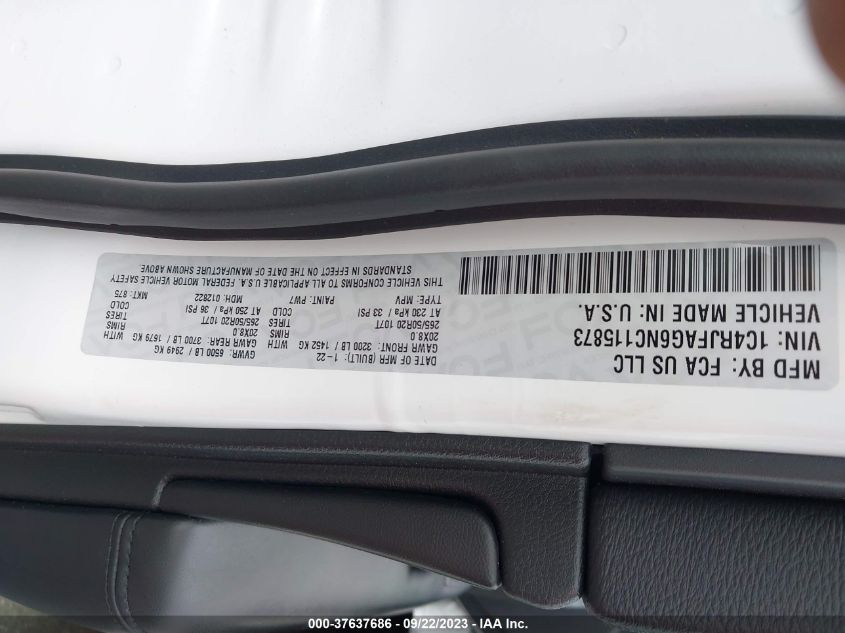 MFD BY: FCA US LLC
VIN: 1C4RJFAG6NC115873
VEHICLE MADE IN: U.S.A.
DATE OF MFR (BUILT): 1-22
GVWR: 6500 LB / 2949 KG
GAWR FRONT: 3200 LB / 1452 KG WITH
GAWR REAR: 3700 LB / 1679 KG WITH
20X8.0 RIMS
20X8.0 RIMS
265/50R20 107T TIRES
265/50R20 107T TIRES
AT 230 kPa / 33 PSI COLD
AT 250 kPa / 36 PSI COLD
TYPE: MPV PAINT: PW7 MDH: 012822 MKT: 875
THIS VEHICLE CONFORMS TO ALL APPLICABLE U.S.A. FEDERAL MOTOR VEHICLE SAFETY
STANDARDS IN EFFECT ON THE DATE OF MANUFACTURE SHOWN ABOVE
000-37637686 - 09/22/2023 - IAA Inc.